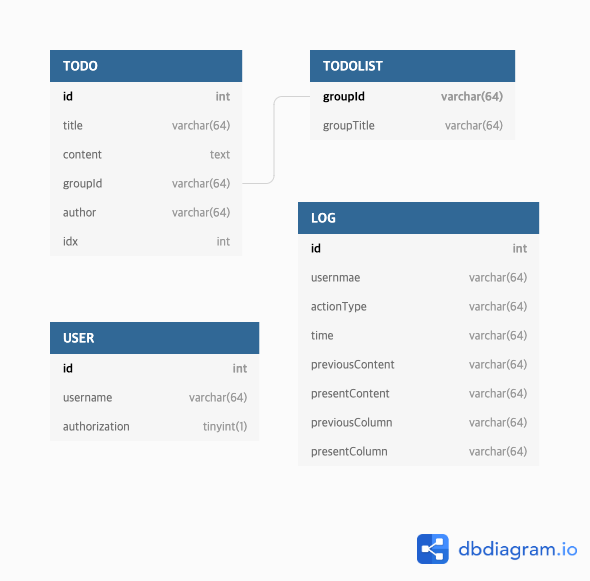 TODO
id int
title varchar(64)
content text
groupId varchar(64)
author varchar(64)
idx int
TODOLIST
groupId varchar(64)
groupTitle varchar(64)
LOG
id int
usernmae varchar(64)
actionType varchar(64)
time varchar(64)
previousContent varchar(64)
presentContent varchar(64)
previousColumn varchar(64)
presentColumn varchar(64)
USER
id int
username varchar(64)
authorization tinyint(1)
dbdiagram.io